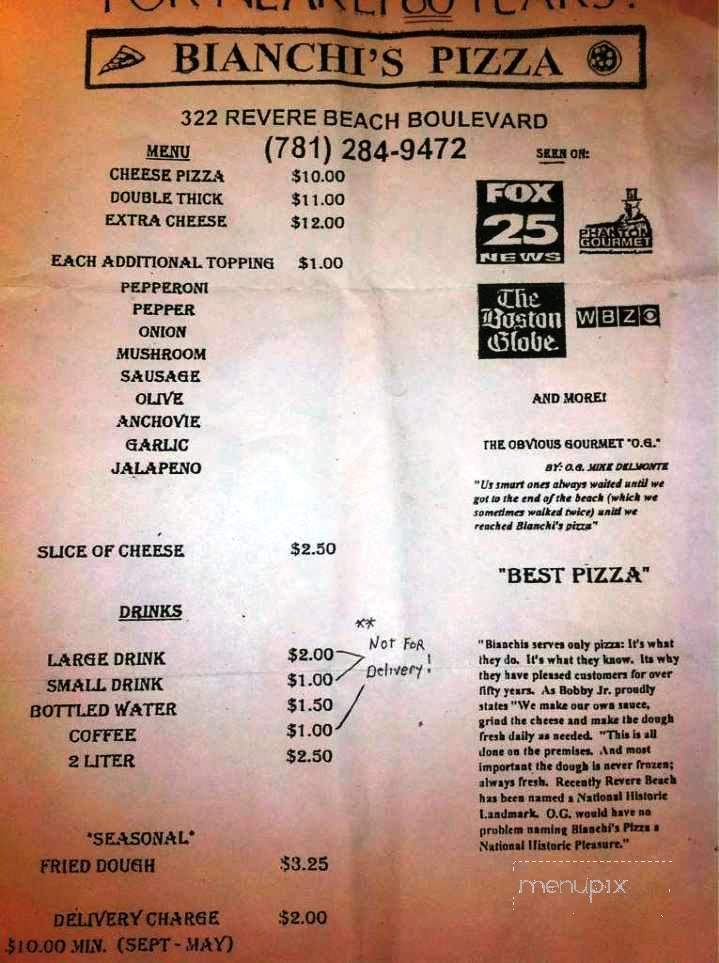 FOR NEARLY 60 YEARS!
BIANCHI'S PIZZA
322 REVERE BEACH BOULEVARD
(781) 284-9472
MENU
CHEESE PIZZA $10.00
DOUBLE THICK $11.00
EXTRA CHEESE $12.00
EACH ADDITIONAL TOPPING $1.00
PEPPERONI
PEPPER
ONION
MUSHROOM
SAUSAGE
OLIVE
ANCHOVIE
GARLIC
JALAPENO
SLICE OF CHEESE $2.50
DRINKS
LARGE DRINK $2.00
SMALL DRINK $1.00
BOTTLED WATER $1.50
COFFEE $1.00
2 LITER $2.50
**
Not For
Delivery!
*SEASONAL*
FRIED DOUGH $3.25
DELIVERY CHARGE $2.00
$10.00 MIN. (SEPT - MAY)
SEEN ON:
FOX
25
NEWS
PHANTOM
GOURMET
The
Boston
Globe
WBZ
AND MORE!
THE OBVIOUS GOURMET "O.G."
BY: O.G. MIKE DELMONTE
"Us smart ones always waited until we
got to the end of the beach (which we
sometimes walked twice) until we
reached Bianchi's pizza"
"BEST PIZZA"
"Bianchis serves only pizza: It's what
they do. It's what they know. Its why
they have pleased customers for over
fifty years. As Bobby Jr. proudly
states "We make our own sauce,
grind the cheese and make the dough
fresh daily as needed. "This is all
done on the premises. And most
important the dough is never frozen;
always fresh. Recently Revere Beach
has been named a National Historic
Landmark. O.G. would have no
problem naming Bianchi's Pizza a
National Historic Pleasure."
menupix